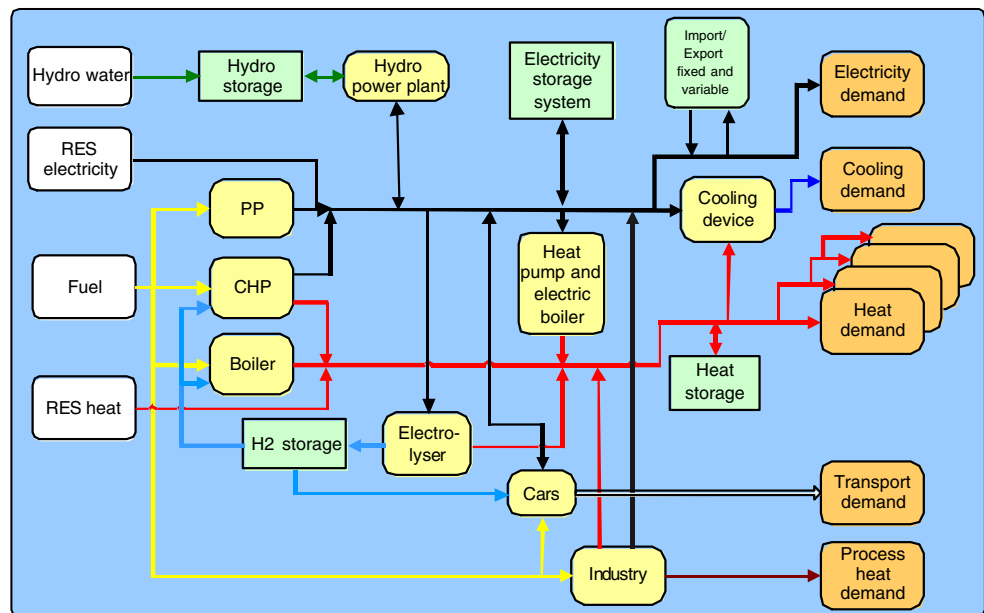 Hydro water
Hydro
storage
Hydro
power plant
Electricity
storage
system
Import/
Export
fixed and
variable
Electricity
demand
RES
electricity
PP
Cooling
device
Cooling
demand
Fuel
CHP
Heat
pump and
electric
boiler
Heat
demand
Boiler
Heat
storage
RES heat
H2 storage
Electro-
lyser
Cars
Transport
demand
Industry
Process
heat
demand